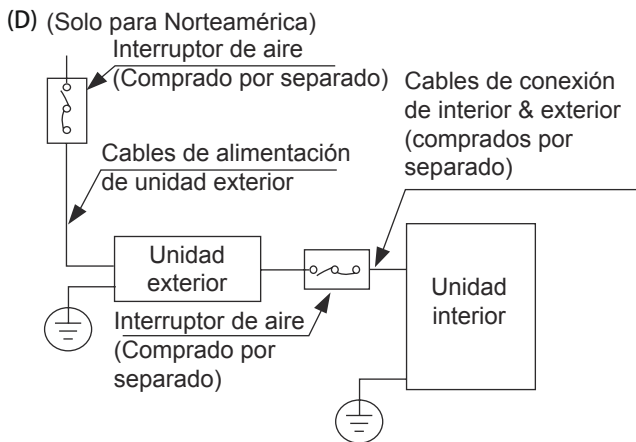 (D) (Solo para Norteamérica)
Interruptor de aire
(Comprado por separado)
Cables de conexión
de interior & exterior
(comprados por
separado)
Cables de alimentación
de unidad exterior
Unidad
exterior
Unidad
interior
Interruptor de aire
(Comprado por
separado)